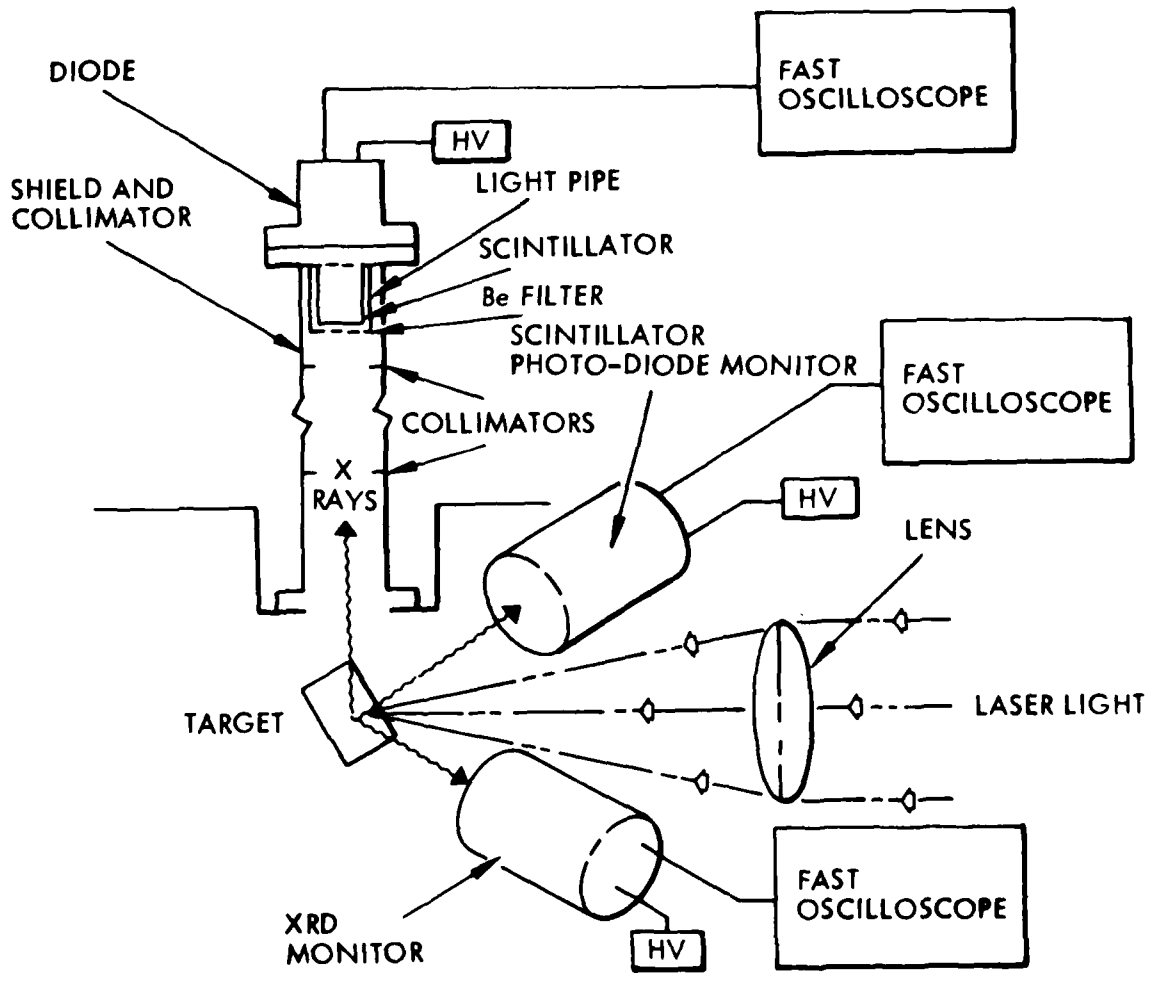 DIODE
FAST
OSCILLOSCOPE
HV
LIGHT PIPE
SHIELD AND
COLLIMATOR
SCINTILLATOR
Be FILTER
SCINTILLATOR
PHOTO-DIODE MONITOR
FAST
OSCILLOSCOPE
COLLIMATORS
X
RAYS
HV
LENS
TARGET
LASER LIGHT
FAST
OSCILLOSCOPE
XRD
MONITOR
HV